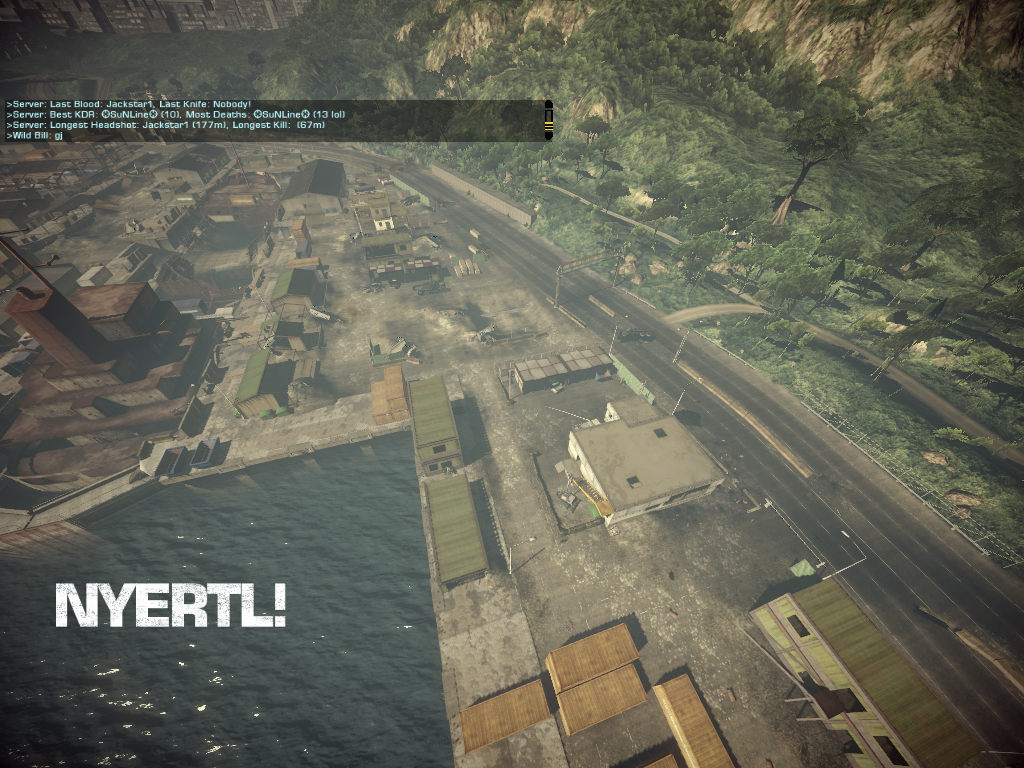 >Server: Last Blood: Jackstar1, Last Knife: Nobody!
>Server: Best KDR: ✪SuNLine✪ (10), Most Deaths: ✪SuNLine✪ (13 lol)
>Server: Longest Headshot: Jackstar1 (177m), Longest Kill:  (67m)
>Wild Bill: gj
NYERTL!